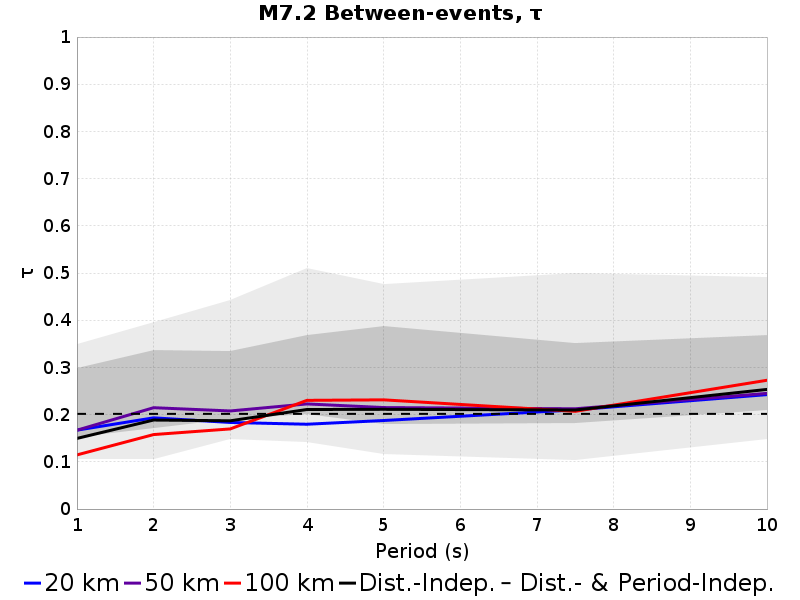 M7.2 Between-events, τ
1
0.9
0.8
0.7
0.6
0.5
0.4
0.3
0.2
0.1
0
τ
1 2 3 4 5 6 7 8 9 10
Period (s)
20 km 50 km 100 km Dist.-Indep. Dist.- & Period-Indep.